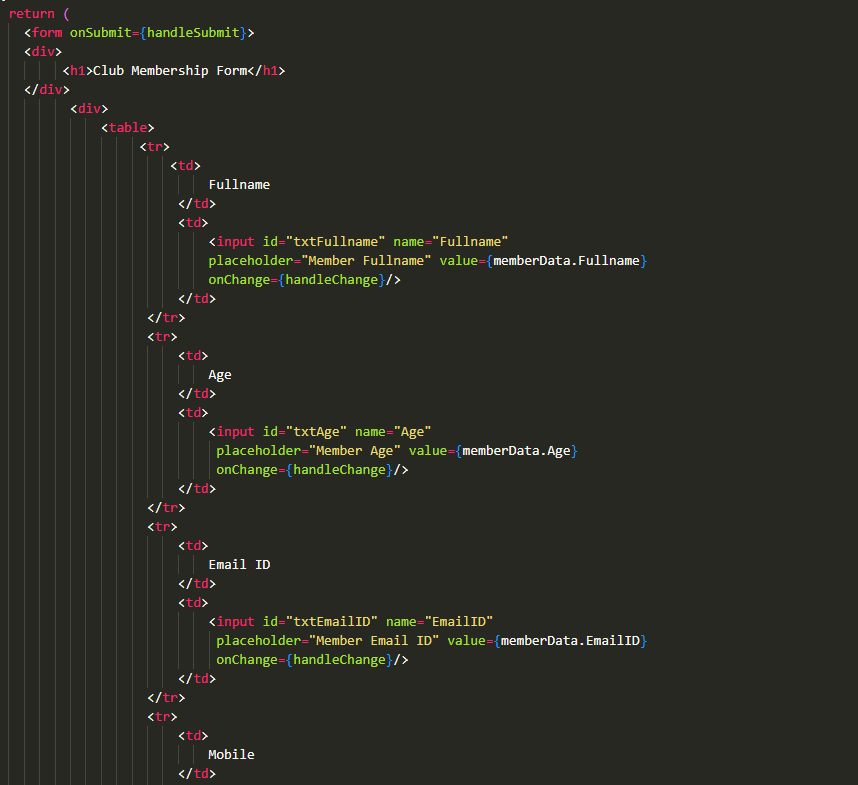 return (
<form onSubmit={handleSubmit}>
<div>
<h1>Club Membership Form</h1>
</div>
<div>
<table>
<tr>
<td>
Fullname
</td>
<td>
<input id="txtFullname" name="Fullname"
placeholder="Member Fullname" value={memberData.Fullname}
onChange={handleChange}/>
</td>
</tr>
<tr>
<td>
Age
</td>
<td>
<input id="txtAge" name="Age"
placeholder="Member Age" value={memberData.Age}
onChange={handleChange}/>
</td>
</tr>
<tr>
<td>
Email ID
</td>
<td>
<input id="txtEmailID" name="EmailID"
placeholder="Member Email ID" value={memberData.EmailID}
onChange={handleChange}/>
</td>
</tr>
<tr>
<td>
Mobile
</td>